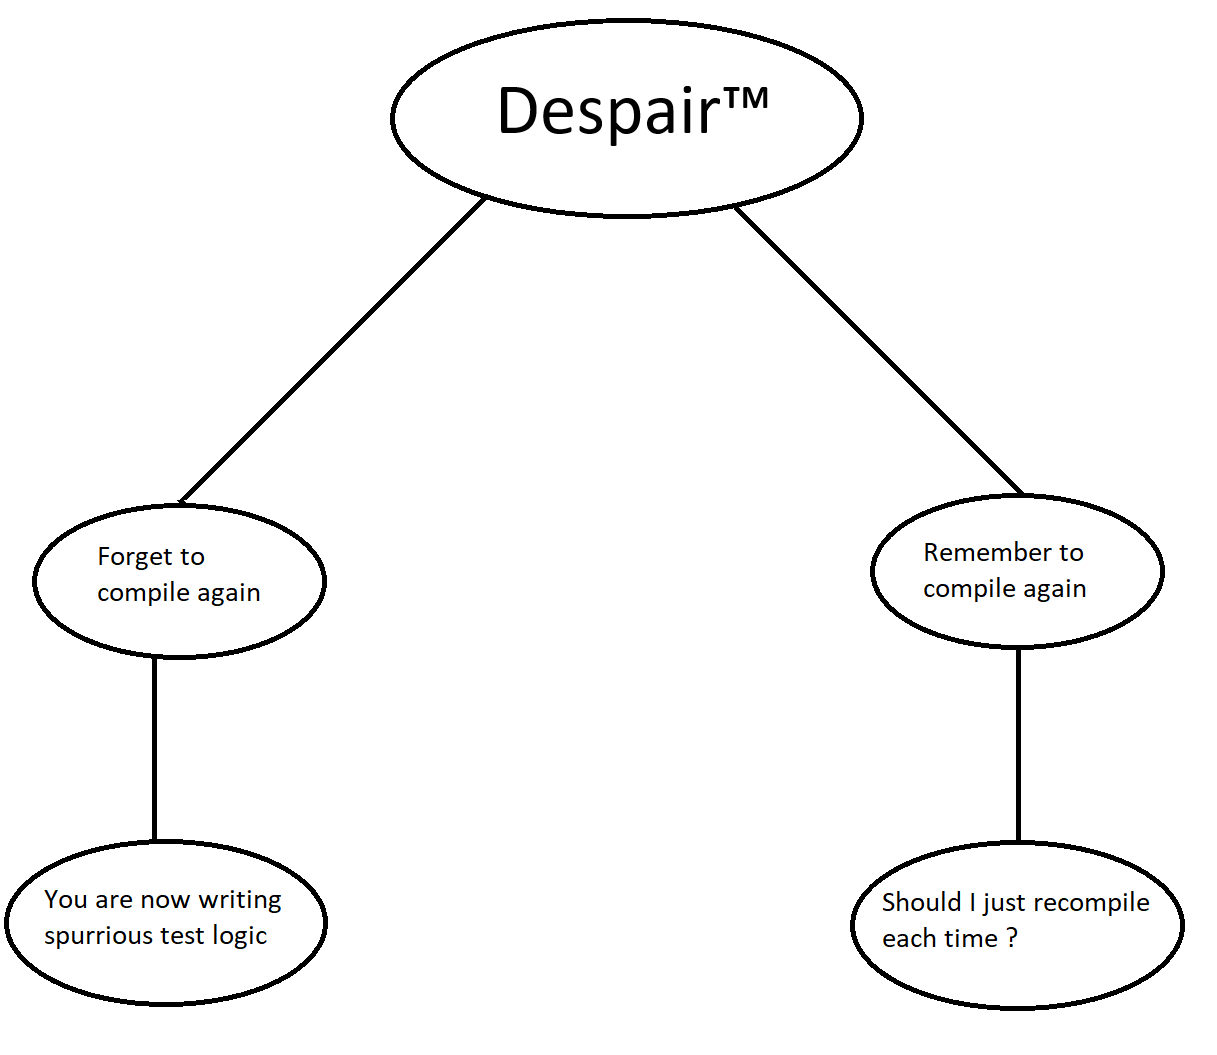 Despair™
Forget to
compile again
Remember to
compile again
You are now writing
spurrious test logic
Should I just recompile
each time ?